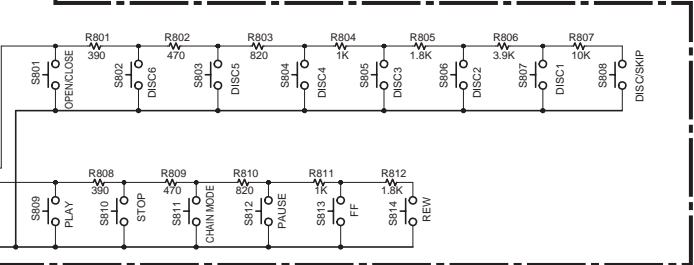 R801 R802 R803 R804 R805 R806 R807
390 470 820 1K 1.8K 3.9K 10K
S801 OPEN/CLOSE
S802 DISC6
S803 DISC5
S804 DISC4
S805 DISC3
S806 DISC2
S807 DISC1
S808 DISC/SKIP
R808 R809 R810 R811 R812
390 470 820 1K 1.8K
S809 PLAY
S810 STOP
S811 CHAIN MODE
S812 PAUSE
S813 FF
S814 REW